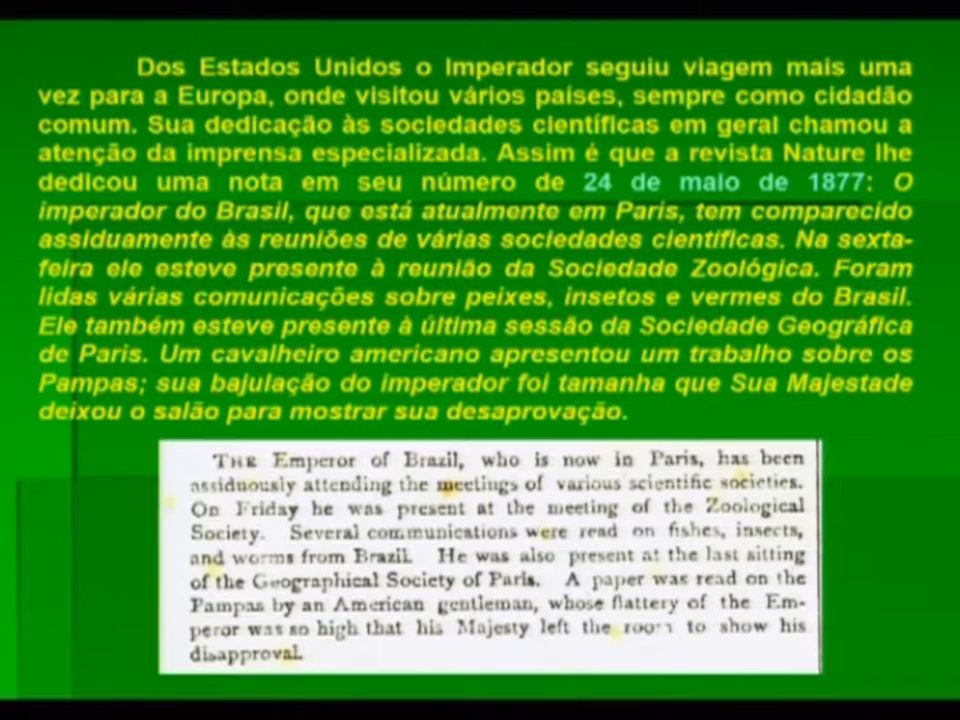 Dos Estados Unidos o Imperador seguiu viagem mais uma
vez para a Europa, onde visitou vários países, sempre como cidadão
comum. Sua dedicação às sociedades científicas em geral chamou a
atenção da imprensa especializada. Assim é que a revista Nature lhe
dedicou uma nota em seu número de 24 de maio de 1877: O
imperador do Brasil, que está atualmente em Paris, tem comparecido
assiduamente às reuniões de várias sociedades científicas. Na sexta-
feira ele esteve presente à reunião da Sociedade Zoológica. Foram
lidas várias comunicações sobre peixes, insetos e vermes do Brasil.
Ele também esteve presente à última sessão da Sociedade Geográfica
de Paris. Um cavalheiro americano apresentou um trabalho sobre os
Pampas; sua bajulação do imperador foi tamanha que Sua Majestade
deixou o salão para mostrar sua desaprovação.
THE Emperor of Brazil, who is now in Paris, has been
assiduously attending the meetings of various scientific societies.
On Friday he was present at the meeting of the Zoological
Society. Several communications were read on fishes, insects,
and worms from Brazil. He was also present at the last sitting
of the Geographical Society of Paris. A paper was read on the
Pampas by an American gentleman, whose flattery of the Em-
peror was so high that his Majesty left the room to show his
disapproval.